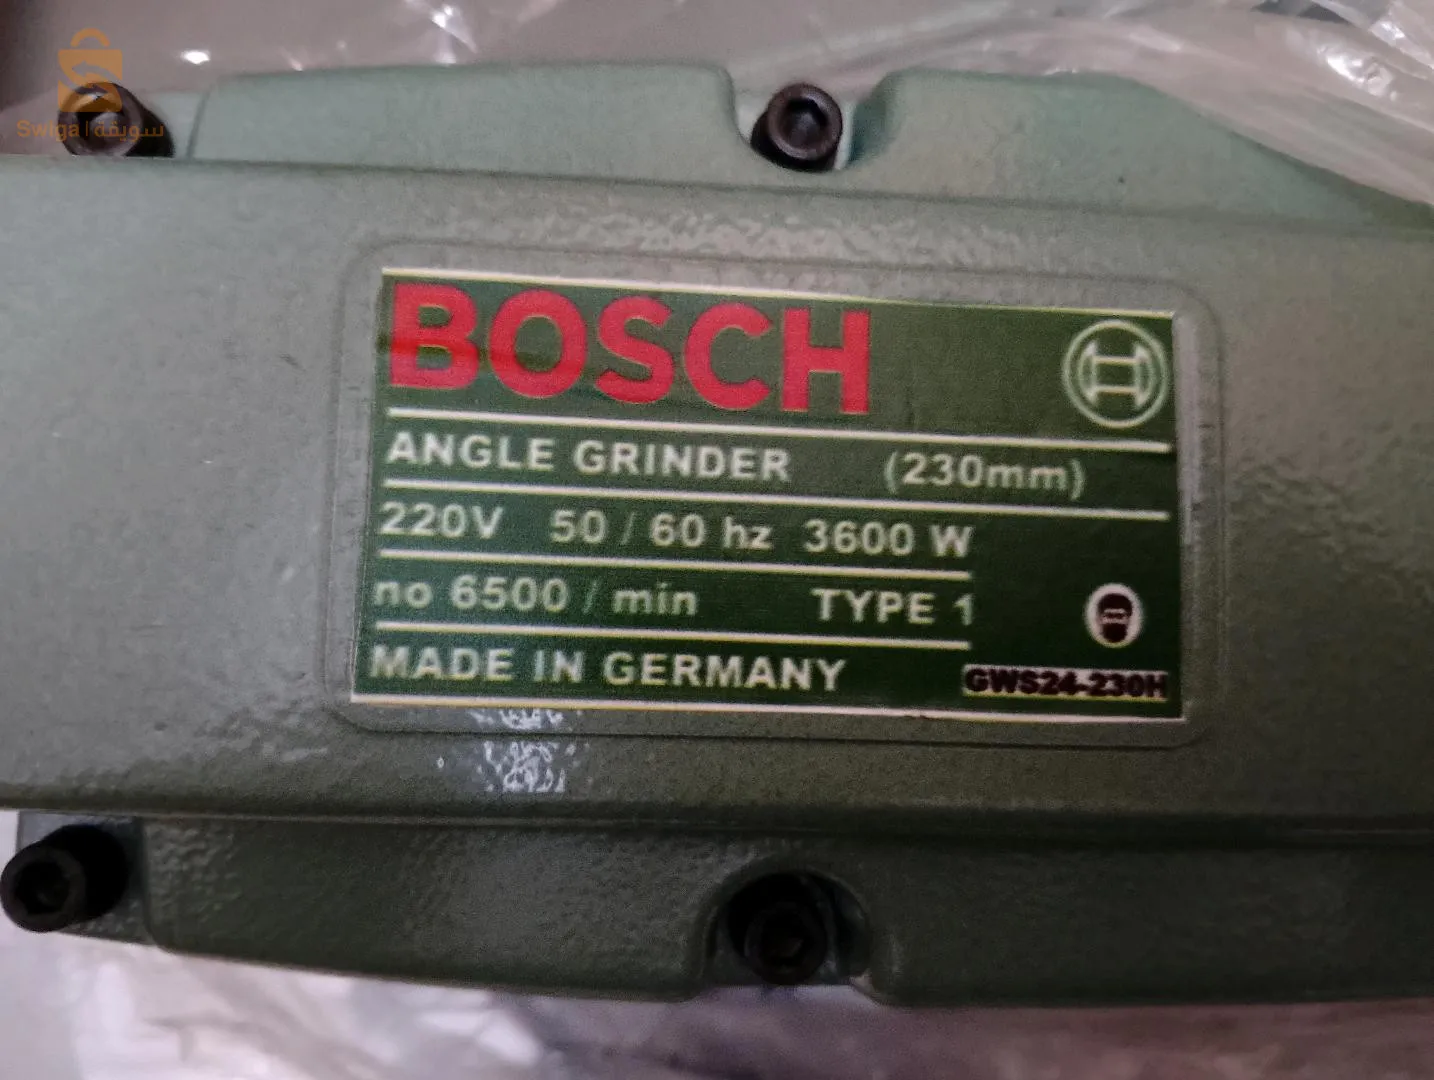 Swiqa | سويقة
BOSCH
ANGLE GRINDER (230mm)
220V 50 / 60 hz 3600 W
no 6500 / min TYPE 1
MADE IN GERMANY GWS24-230H